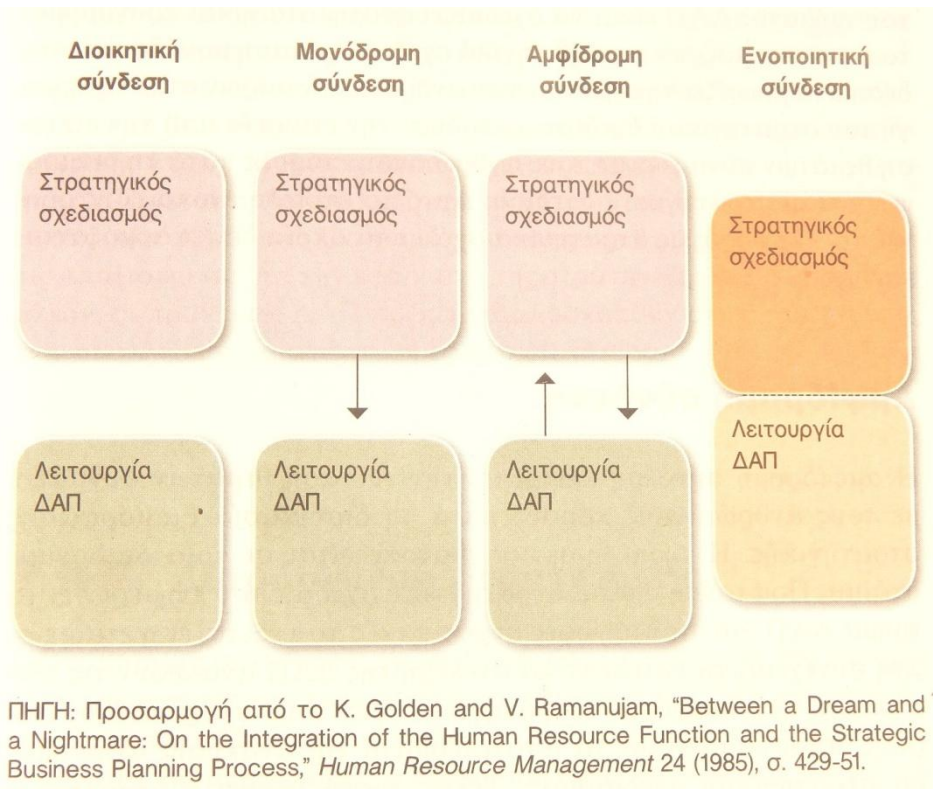 Διοικητική
σύνδεση
Μονόδρομη
σύνδεση
Αμφίδρομη
σύνδεση
Ενοποιητική
σύνδεση
Στρατηγικός
σχεδιασμός
Στρατηγικός
σχεδιασμός
Στρατηγικός
σχεδιασμός
Στρατηγικός
σχεδιασμός
Λειτουργία
ΔΑΠ
Λειτουργία
ΔΑΠ
Λειτουργία
ΔΑΠ
Λειτουργία
ΔΑΠ
ΠΗΓΗ: Προσαρμογή από το K. Golden and V. Ramanujam, “Between a Dream and
a Nightmare: On the Integration of the Human Resource Function and the Strategic
Business Planning Process,” Human Resource Management 24 (1985), σ. 429-51.